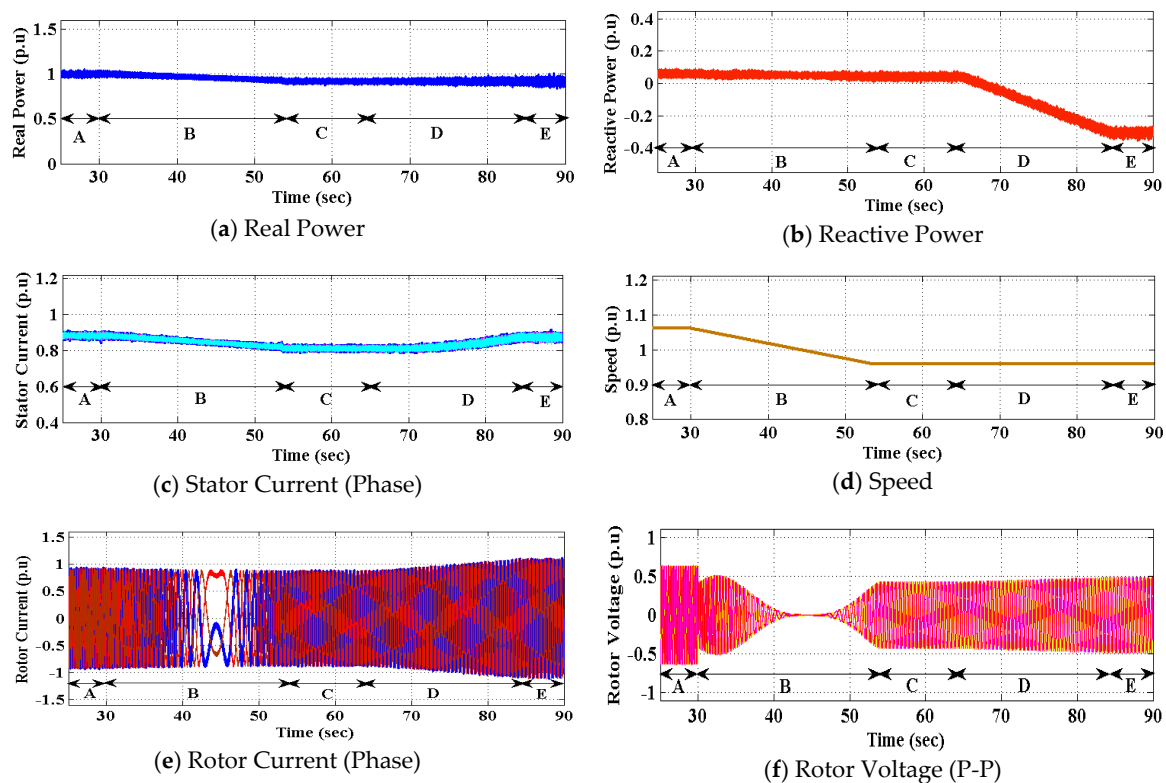 Real Power (p.u)
1.5
1
0.5
0
A B C D E
30 40 50 60 70 80 90
Time (sec)
(a) Real Power
Reactive Power (p.u)
0.4
0.2
0
-0.2
-0.4
A B C D E
30 40 50 60 70 80 90
Time (sec)
(b) Reactive Power
Stator Current (p.u)
1.2
1
0.8
0.6
0.4
A B C D E
30 40 50 60 70 80 90
Time (sec)
(c) Stator Current (Phase)
Speed (p.u)
1.2
1.1
1
0.9
0.8
A B C D E
30 40 50 60 70 80 90
Time (sec)
(d) Speed
Rotor Current (p.u)
1.5
1
0.5
0
-0.5
-1
-1.5
A B C D E
30 40 50 60 70 80 90
Time (sec)
(e) Rotor Current (Phase)
Rotor Voltage (p.u)
1
0.5
0
-0.5
-1
A B C D E
30 40 50 60 70 80 90
Time (sec)
(f) Rotor Voltage (P-P)